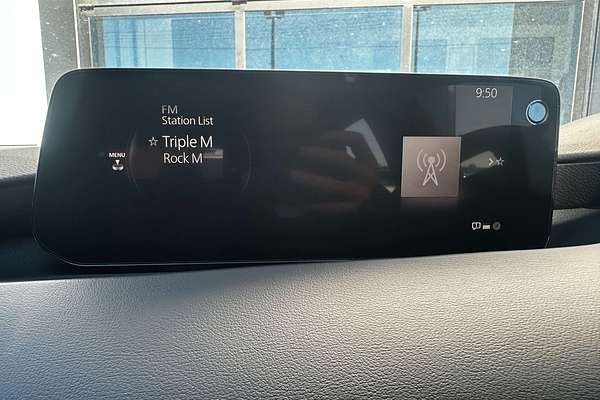 FM
Station List
Triple M
Rock M
MENU
9:50